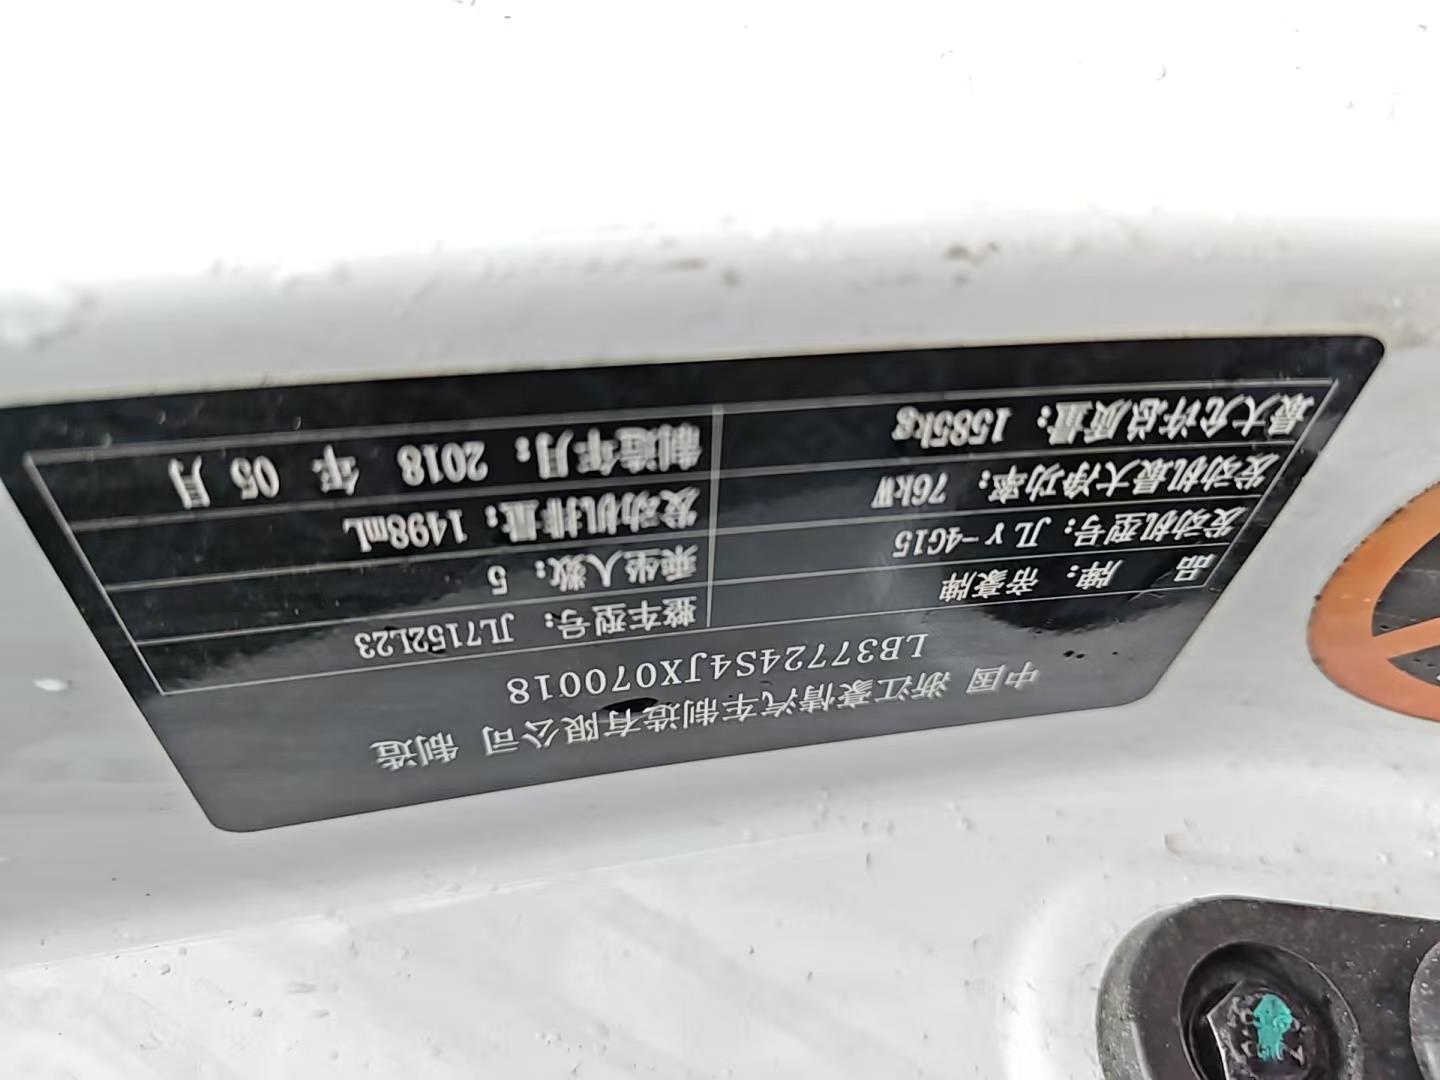 中国 浙江豪情汽车制造有限公司 制造
LB37724S4JX070018
品 牌：帝豪牌 整车型号：JL7152L23
发动机型号：JLγ-4G15 乘坐人数：5
发动机最大净功率：76kW 发动机排量：1498mL
最大允许总质量：1585kg 制造年月：2018 年 05 月